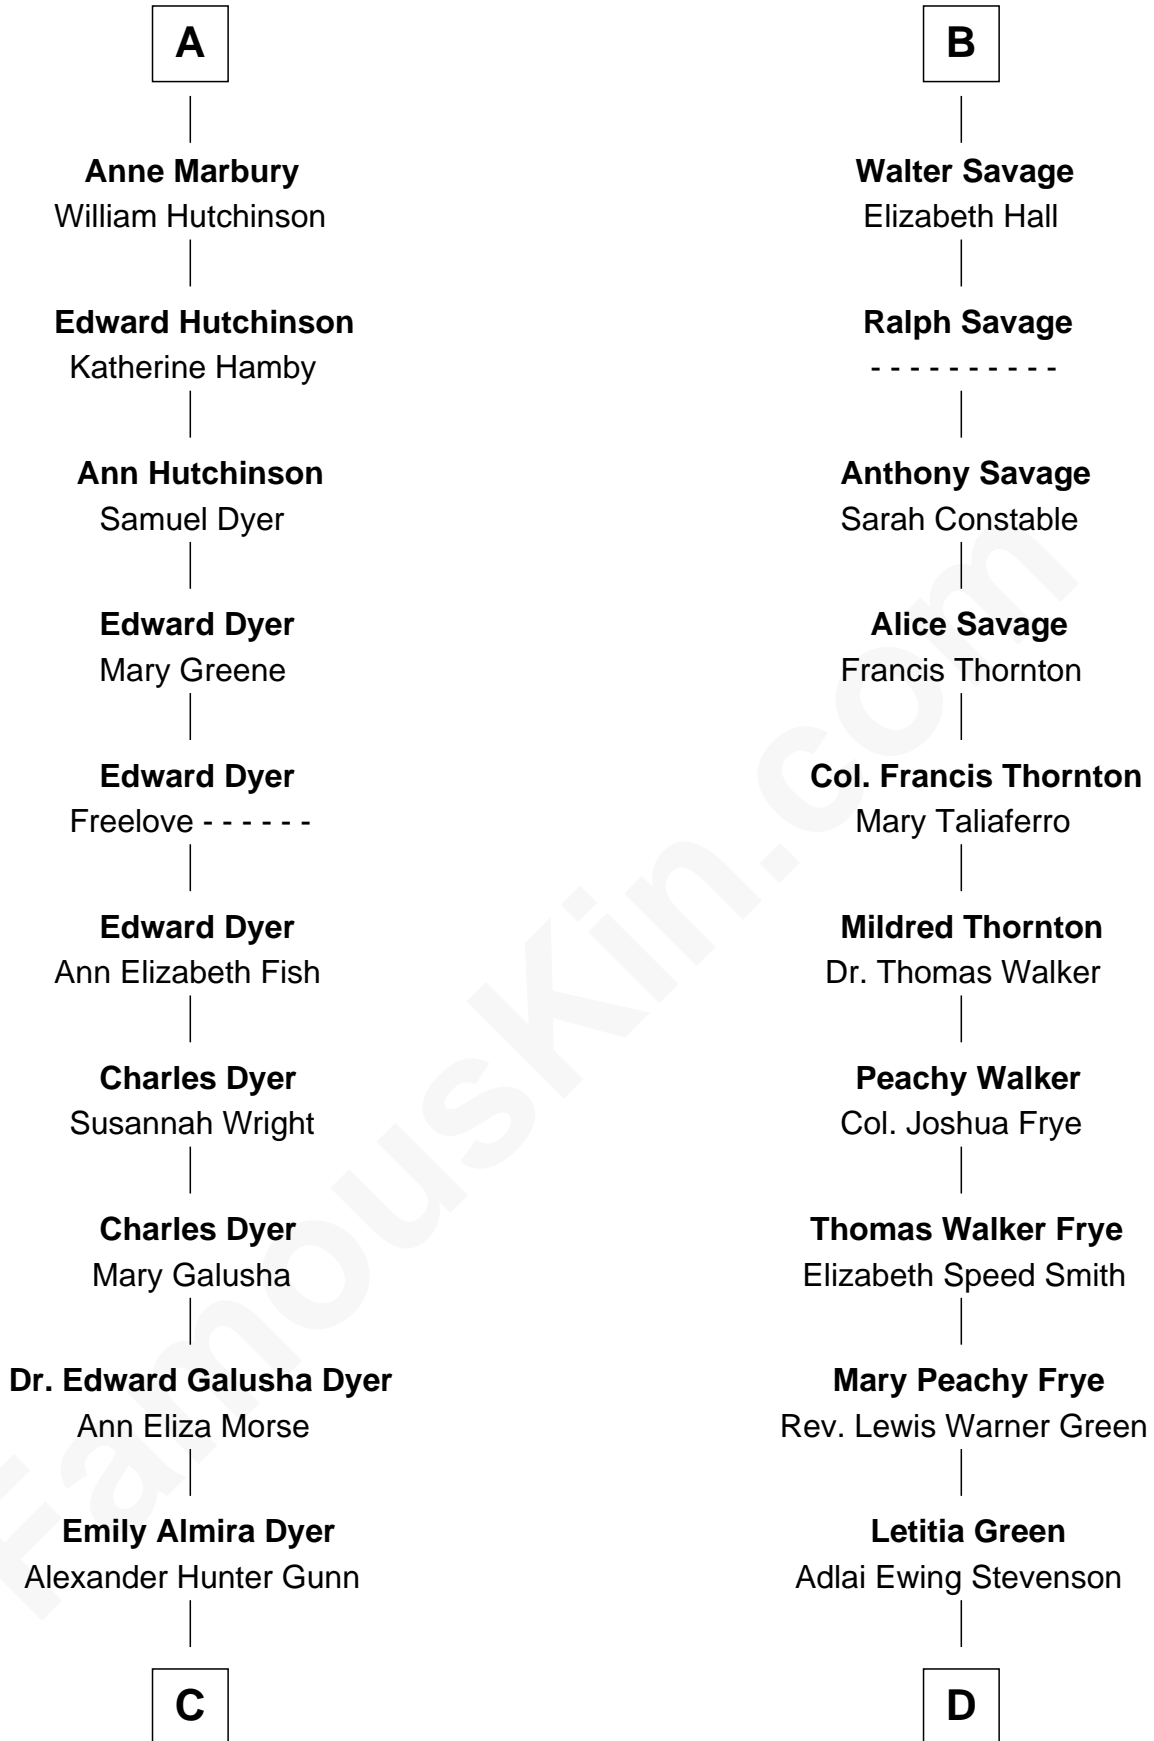 A
Anne Marbury
William Hutchinson
Edward Hutchinson
Katherine Hamby
Ann Hutchinson
Samuel Dyer
Edward Dyer
Mary Greene
Edward Dyer
Freelove - - - - - -
Edward Dyer
Ann Elizabeth Fish
Charles Dyer
Susannah Wright
Charles Dyer
Mary Galusha
Dr. Edward Galusha Dyer
Ann Eliza Morse
Emily Almira Dyer
Alexander Hunter Gunn
C
B
Walter Savage
Elizabeth Hall
Ralph Savage
- - - - - - - - - -
Anthony Savage
Sarah Constable
Alice Savage
Francis Thornton
Col. Francis Thornton
Mary Taliaferro
Mildred Thornton
Dr. Thomas Walker
Peachy Walker
Col. Joshua Frye
Thomas Walker Frye
Elizabeth Speed Smith
Mary Peachy Frye
Rev. Lewis Warner Green
Letitia Green
Adlai Ewing Stevenson
D
FamousKin.com